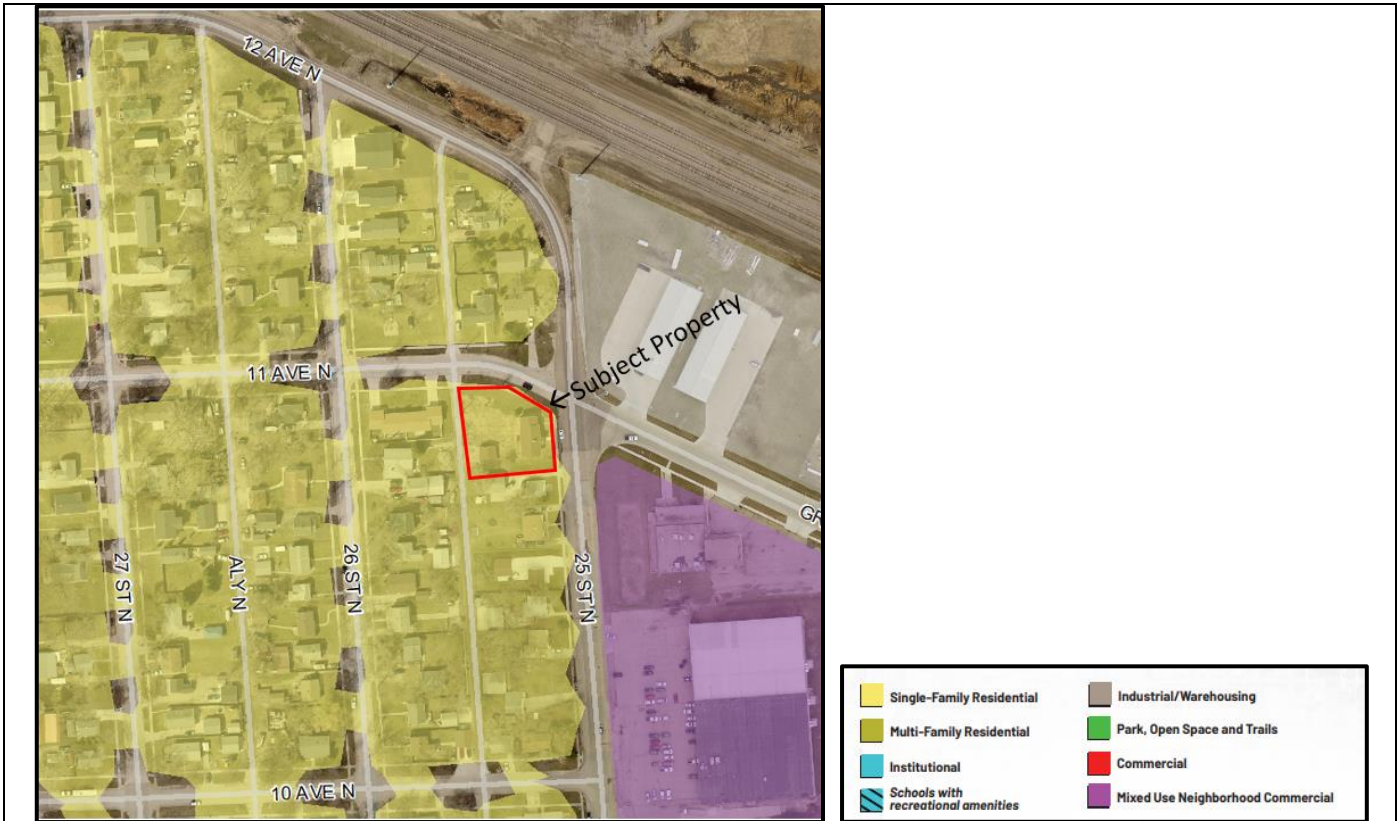 12 AVE N
←Subject Property
11 AVE N
GR
27 ST N
ALY N
26 ST N
25 ST N
10 AVE N
Single-Family Residential
Multi-Family Residential
Institutional
Schools with
recreational amenities
Industrial/Warehousing
Park, Open Space and Trails
Commercial
Mixed Use Neighborhood Commercial